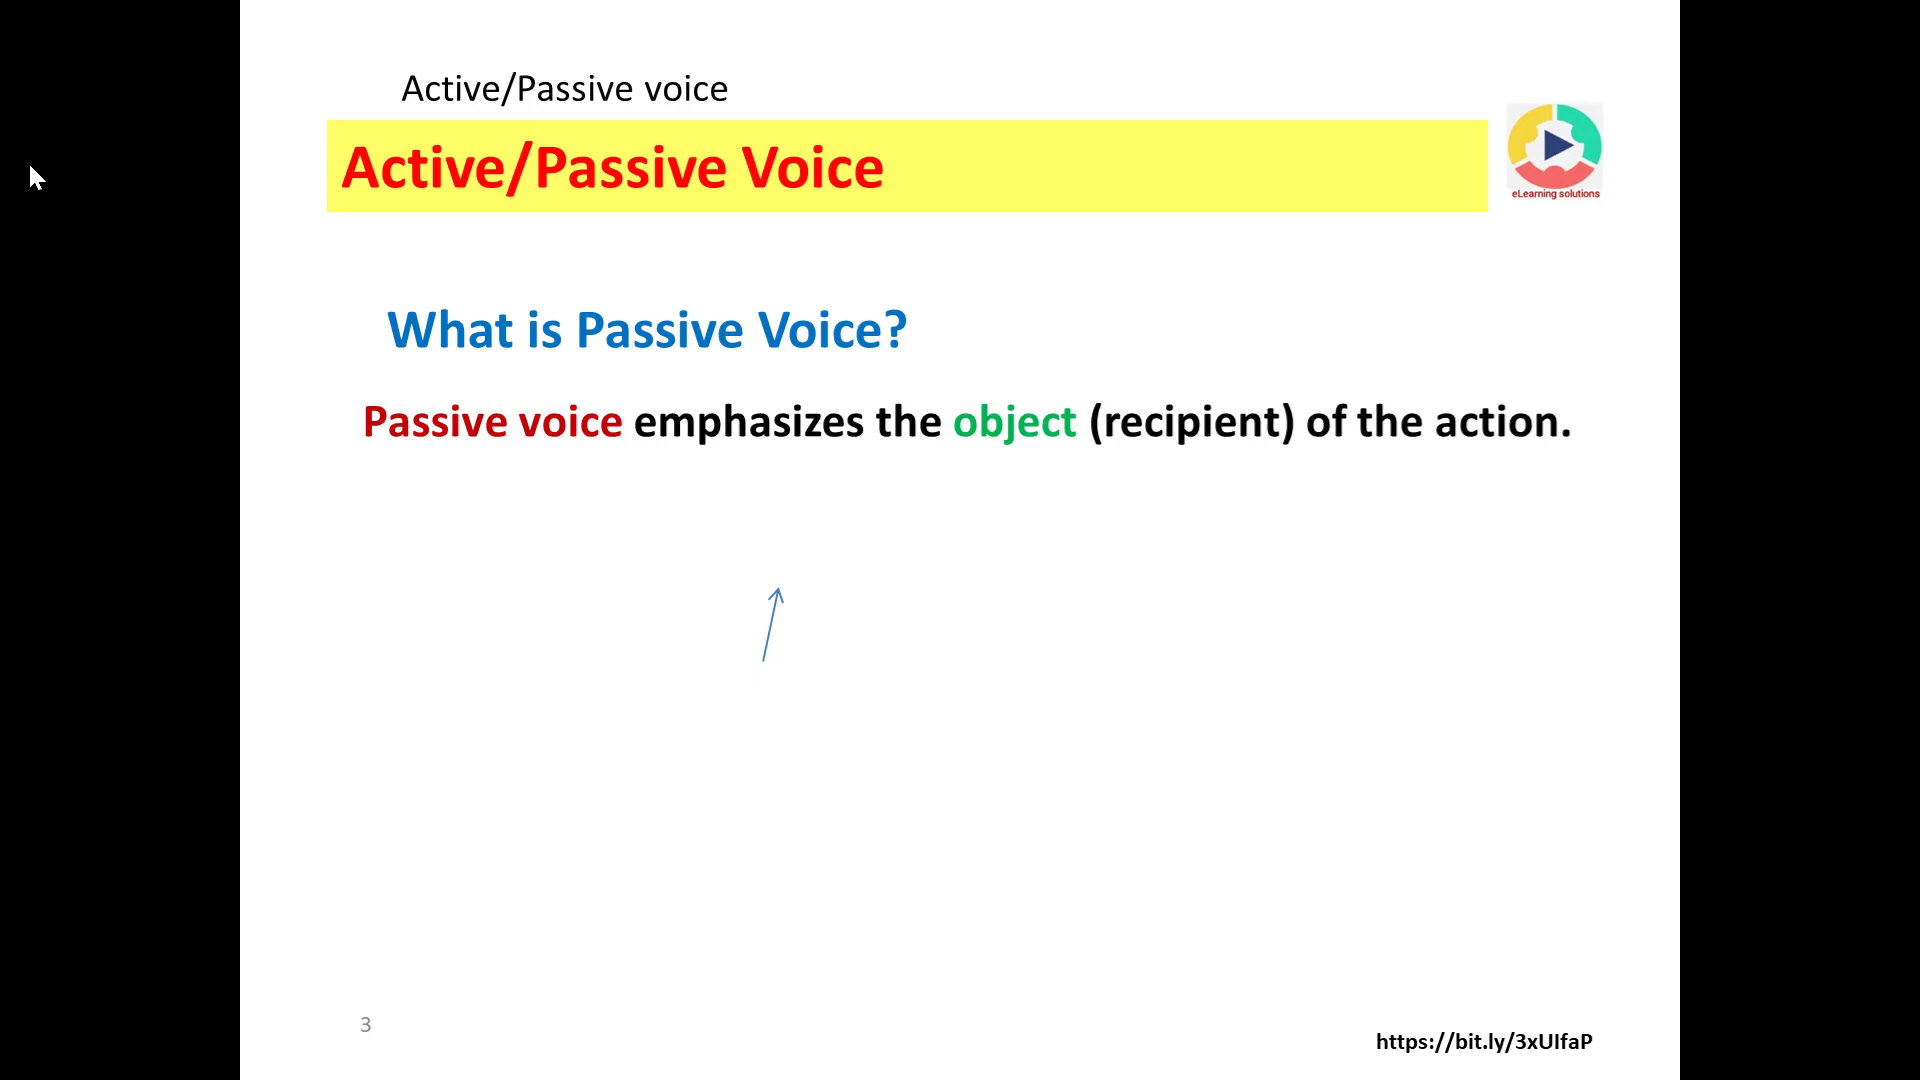 Active/Passive voice
Active/Passive Voice
eLearning solutions
What is Passive Voice?
Passive voice emphasizes the object (recipient) of the action.
3
https://bit.ly/3xUIfaP